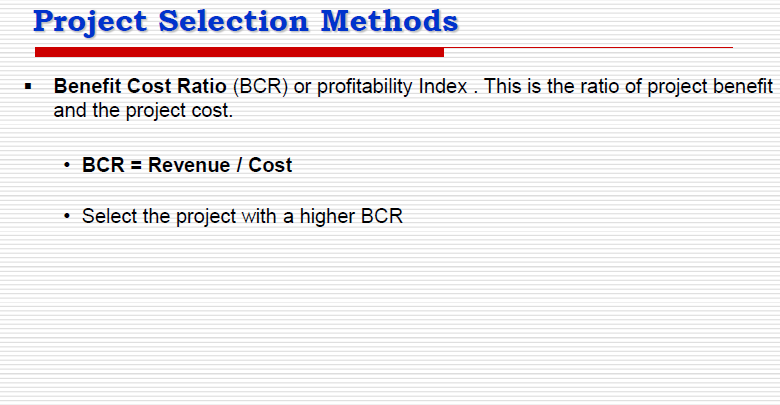 Project Selection Methods
▪ Benefit Cost Ratio (BCR) or profitability Index . This is the ratio of project benefit
and the project cost.
• BCR = Revenue / Cost
• Select the project with a higher BCR